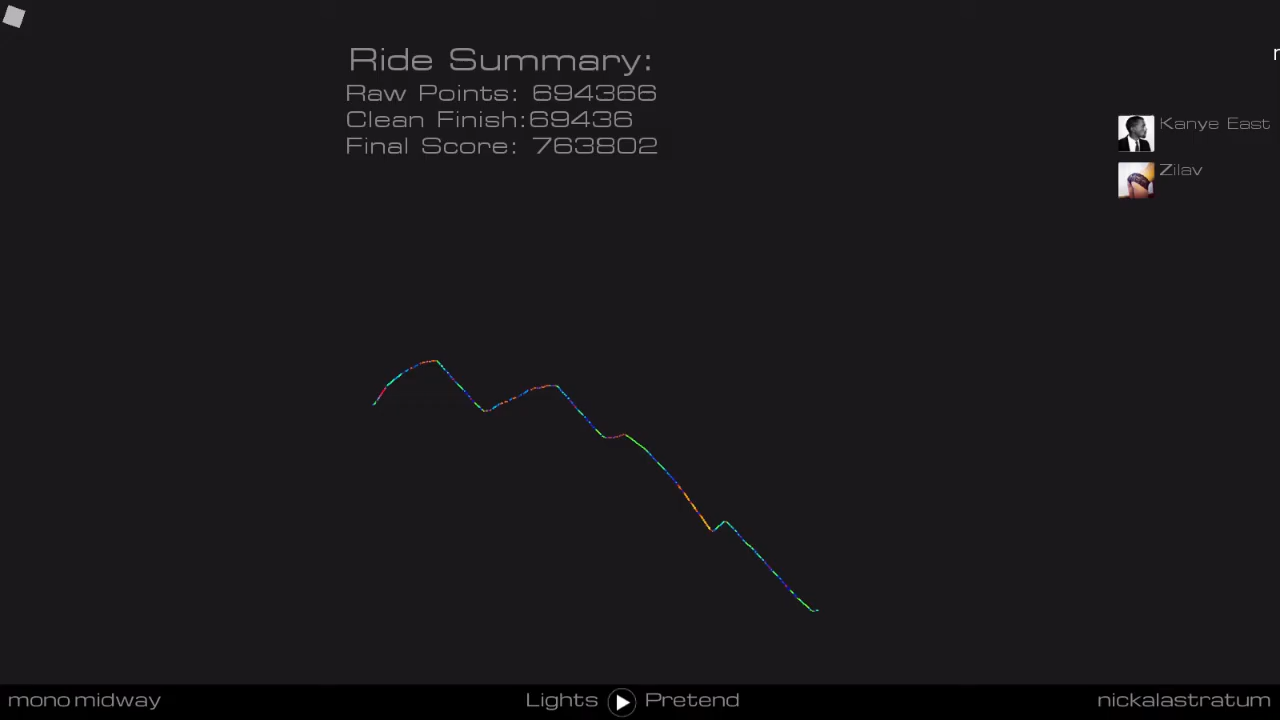 Ride Summary:
Raw Points: 694366
Clean Finish:69436
Final Score: 763802
Kanye East
Zilav
mono midway
Lights Pretend
nickalastratum